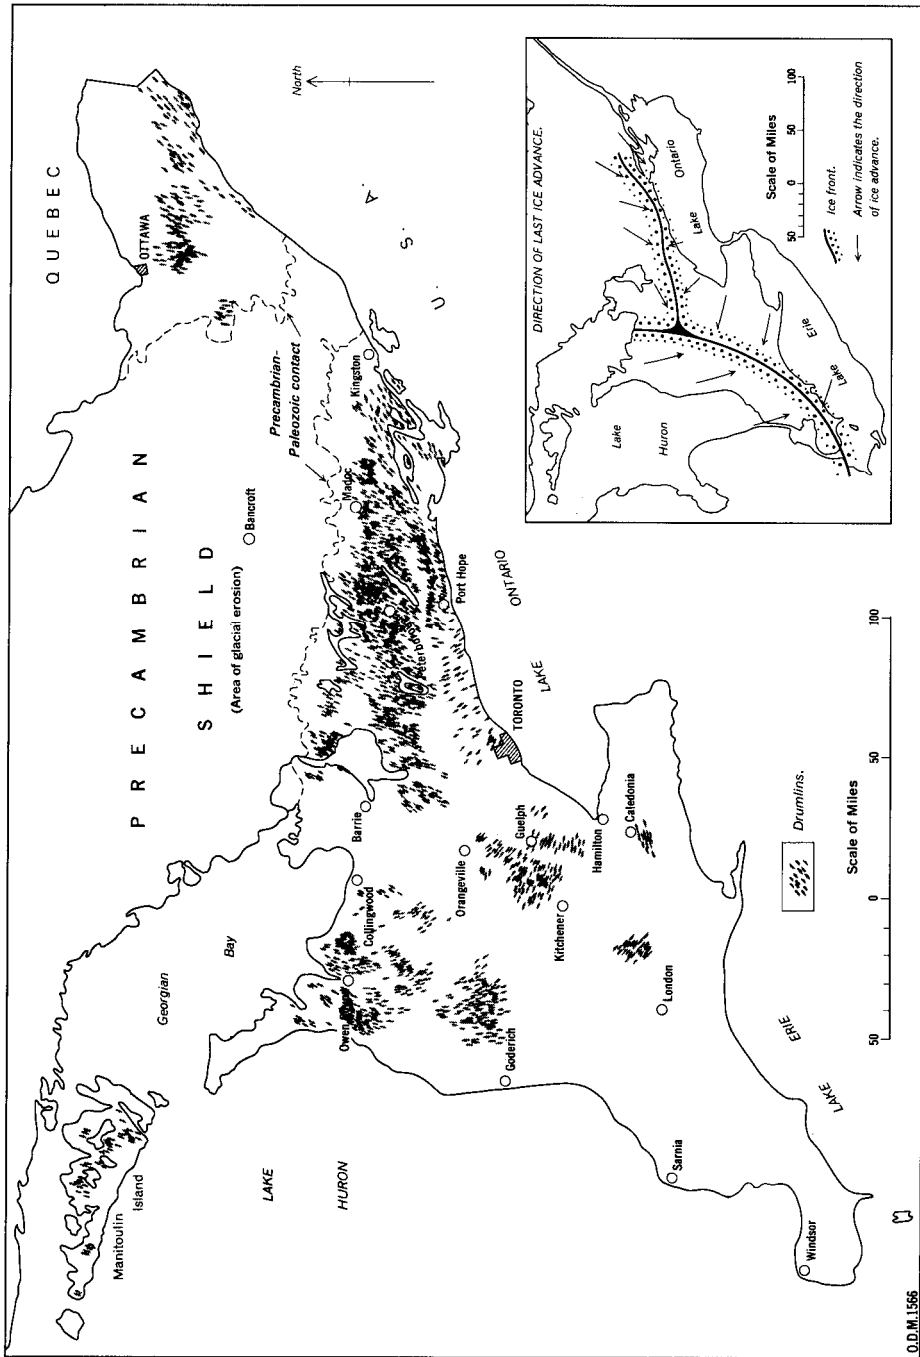 QUEBEC
OTTAWA
North
U. S. A.
Precambrian-
Paleozoic contact
Kingston
PRECAMBRIAN
SHIELD
(Area of glacial erosion)
Bancroft
Madoc
Peterboro
Port Hope
LAKE ONTARIO
TORONTO
Barrie
Collingwood
Orangeville
Guelph
Hamilton
Caledonia
Kitchener
Georgian Bay
Owen Sound
Goderich
London
Manitoulin
Island
LAKE
HURON
Sarnia
Windsor
LAKE ERIE
Drumlins.
Scale of Miles
50 0 50 100
DIRECTION OF LAST ICE ADVANCE.
Lake
Huron
Lake Ontario
Lake Erie
Scale of Miles
50 0 50 100
Ice front.
Arrow indicates the direction
of ice advance.
O.D.M.1566